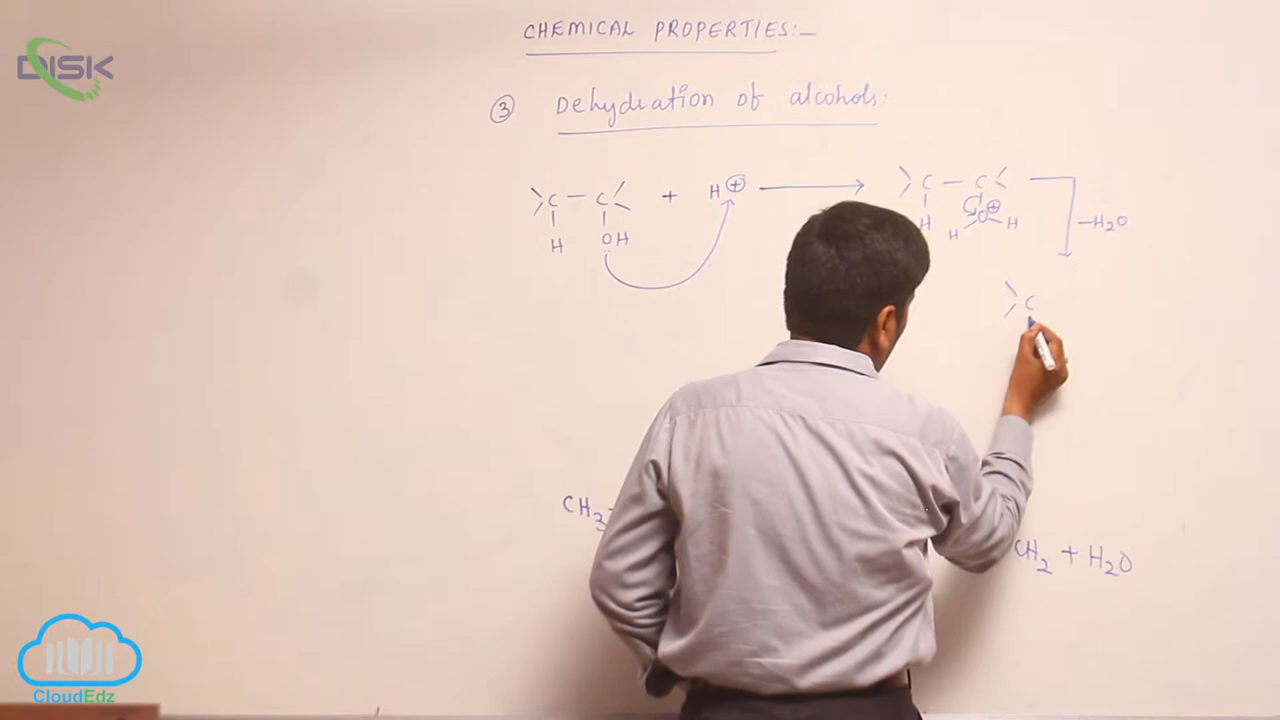 DISK
CHEMICAL PROPERTIES:-
③ Dehydration of alcohols:
C - C + H⊕ → C - C
H OH H O⊕ H H -H2O
C
CH3-
CH2 + H2O
CloudEdz